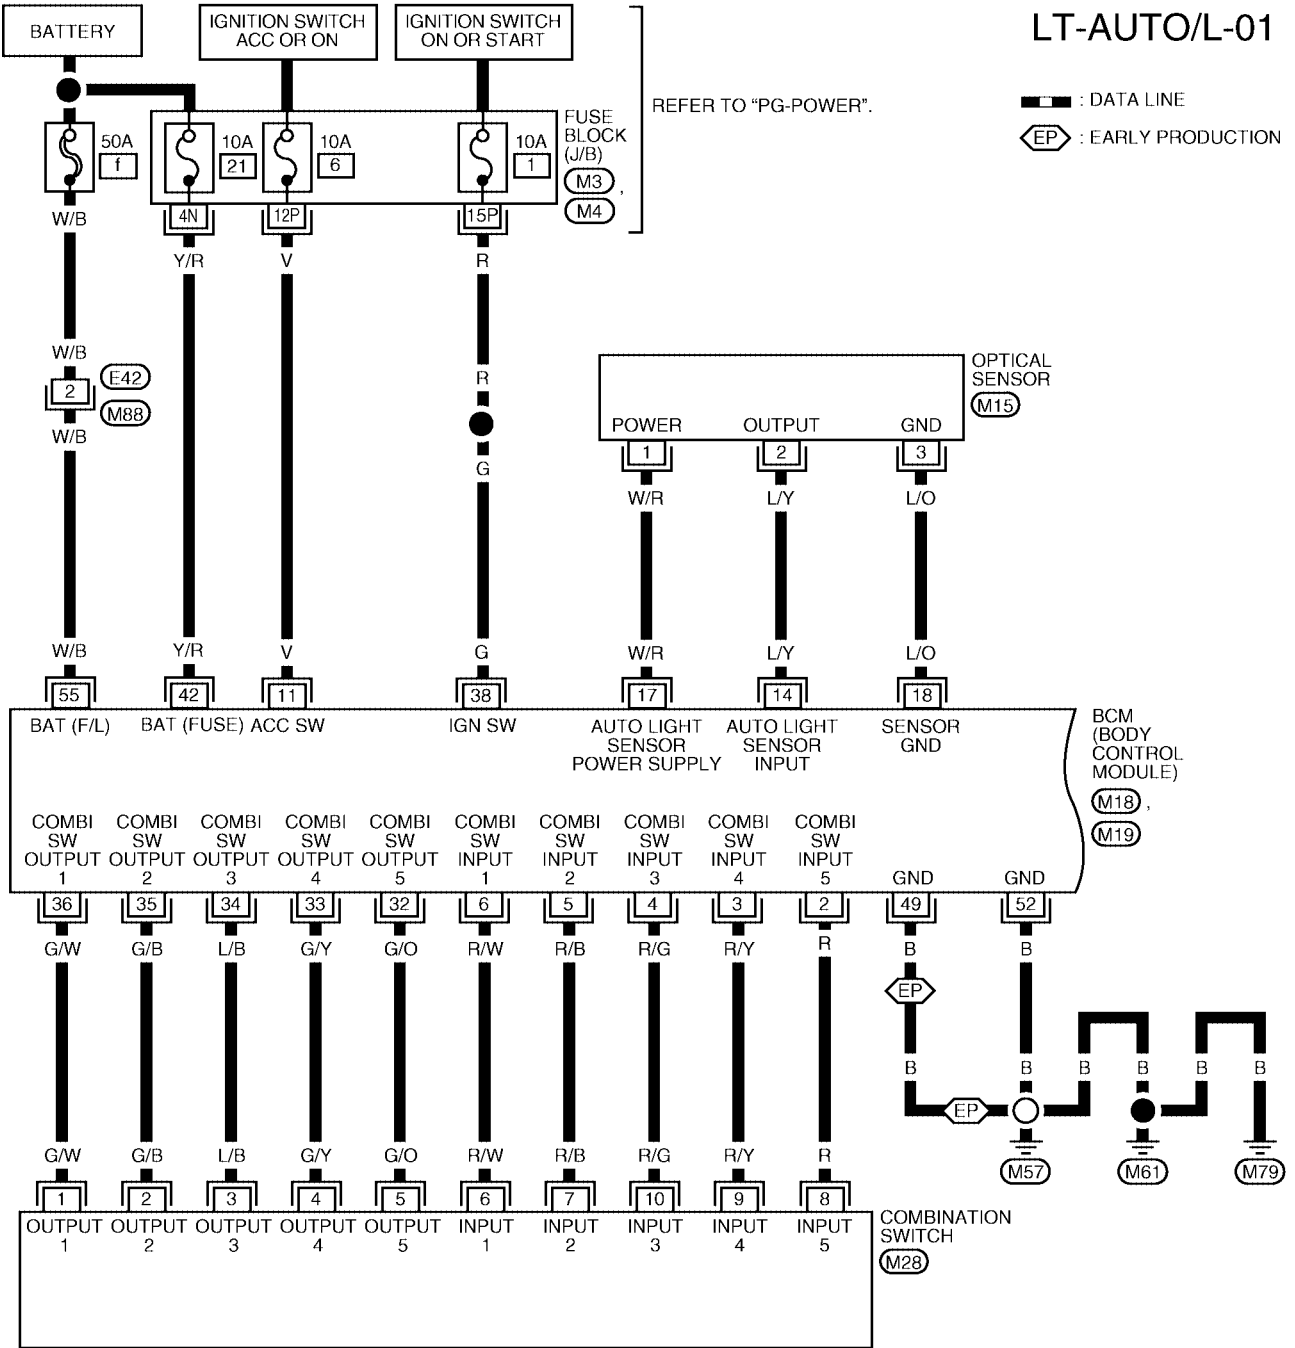 LT-AUTO/L-01
BATTERY
IGNITION SWITCH
ACC OR ON
IGNITION SWITCH
ON OR START
REFER TO “PG-POWER”.
: DATA LINE
EP : EARLY PRODUCTION
50A
f
10A
21
10A
6
10A
1
FUSE
BLOCK
(J/B)
M3 ,
M4
4N 12P 15P
W/B Y/R V R
W/B
2
E42
M88
W/B
R
G
OPTICAL
SENSOR
M15
POWER OUTPUT GND
1 2 3
W/R L/Y L/O
W/B Y/R V G W/R L/Y L/O
55 42 11 38 17 14 18
BAT (F/L) BAT (FUSE) ACC SW IGN SW
AUTO LIGHT
SENSOR
POWER SUPPLY
AUTO LIGHT
SENSOR
INPUT
SENSOR
GND
BCM
(BODY
CONTROL
MODULE)
M18 ,
M19
COMBI COMBI COMBI COMBI COMBI COMBI COMBI COMBI COMBI COMBI
SW SW SW SW SW SW SW SW SW SW
OUTPUT OUTPUT OUTPUT OUTPUT OUTPUT INPUT INPUT INPUT INPUT INPUT
1 2 3 4 5 1 2 3 4 5 GND GND
36 35 34 33 32 6 5 4 3 2 49 52
G/W G/B L/B G/Y G/O R/W R/B R/G R/Y R B B
EP
B B B B B B
EP
M57 M61 M79
G/W G/B L/B G/Y G/O R/W R/B R/G R/Y R
1 2 3 4 5 6 7 10 9 8
OUTPUT OUTPUT OUTPUT OUTPUT OUTPUT INPUT INPUT INPUT INPUT INPUT
1 2 3 4 5 1 2 3 4 5
COMBINATION
SWITCH
M28